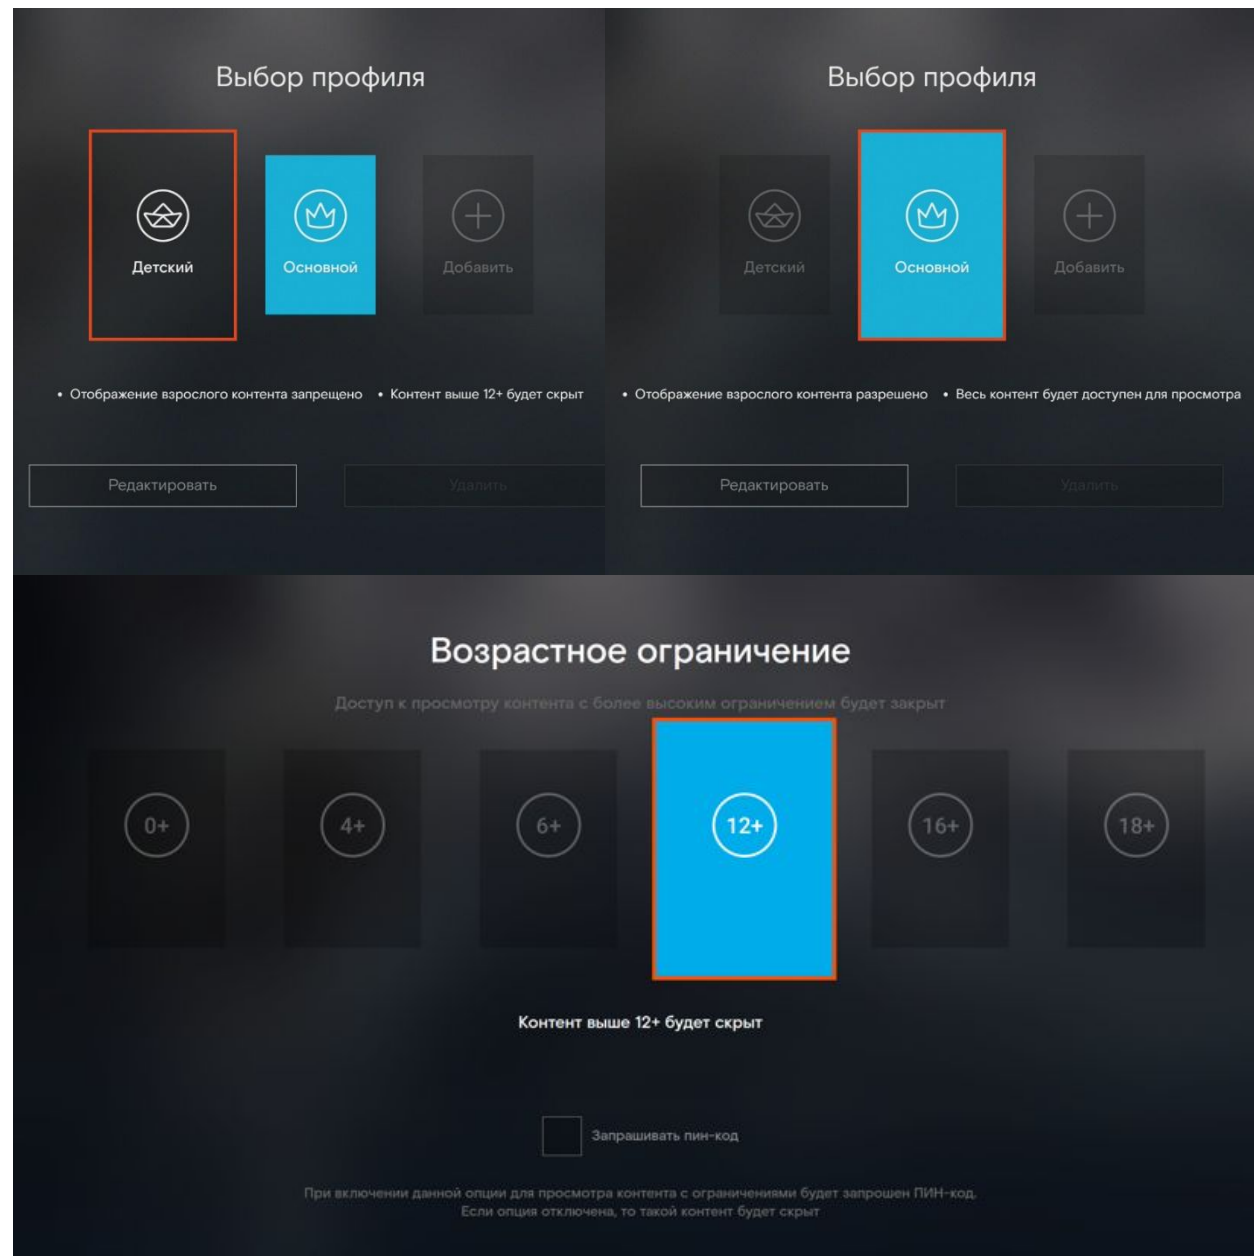 Выбор профиля
Детский
Основной
Добавить
• Отображение взрослого контента запрещено • Контент выше 12+ будет скрыт
Редактировать
Удалить
Выбор профиля
Детский
Основной
Добавить
• Отображение взрослого контента разрешено • Весь контент будет доступен для просмотра
Редактировать
Удалить
Возрастное ограничение
Доступ к просмотру контента с более высоким ограничением будет закрыт
0+
4+
6+
12+
16+
18+
Контент выше 12+ будет скрыт
Запрашивать пин-код
При включении данной опции для просмотра контента с ограничениями будет запрошен ПИН-код.
Если опция отключена, то такой контент будет скрыт